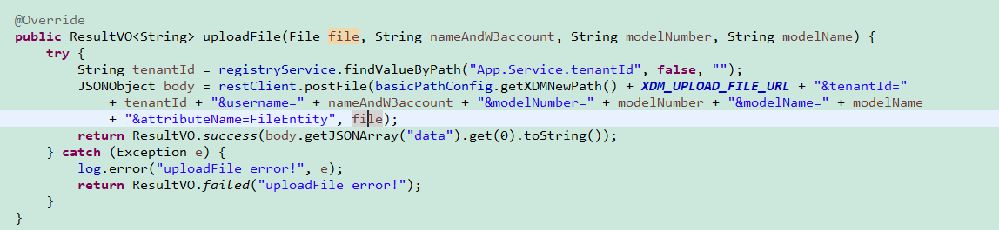 @Override
public ResultVO<String> uploadFile(File file, String nameAndW3account, String modelNumber, String modelName) {
try {
String tenantId = registryService.findValueByPath("App.Service.tenantId", false, "");
JSONObject body = restClient.postFile(basicPathConfig.getXDMNewPath() + XDM_UPLOAD_FILE_URL + "&tenantId="
+ tenantId + "&username=" + nameAndW3account + "&modelNumber=" + modelNumber + "&modelName=" + modelName
+ "&attributeName=FileEntity", file);
return ResultVO.success(body.getJSONArray("data").get(0).toString());
} catch (Exception e) {
log.error("uploadFile error!", e);
return ResultVO.failed("uploadFile error!");
}
}